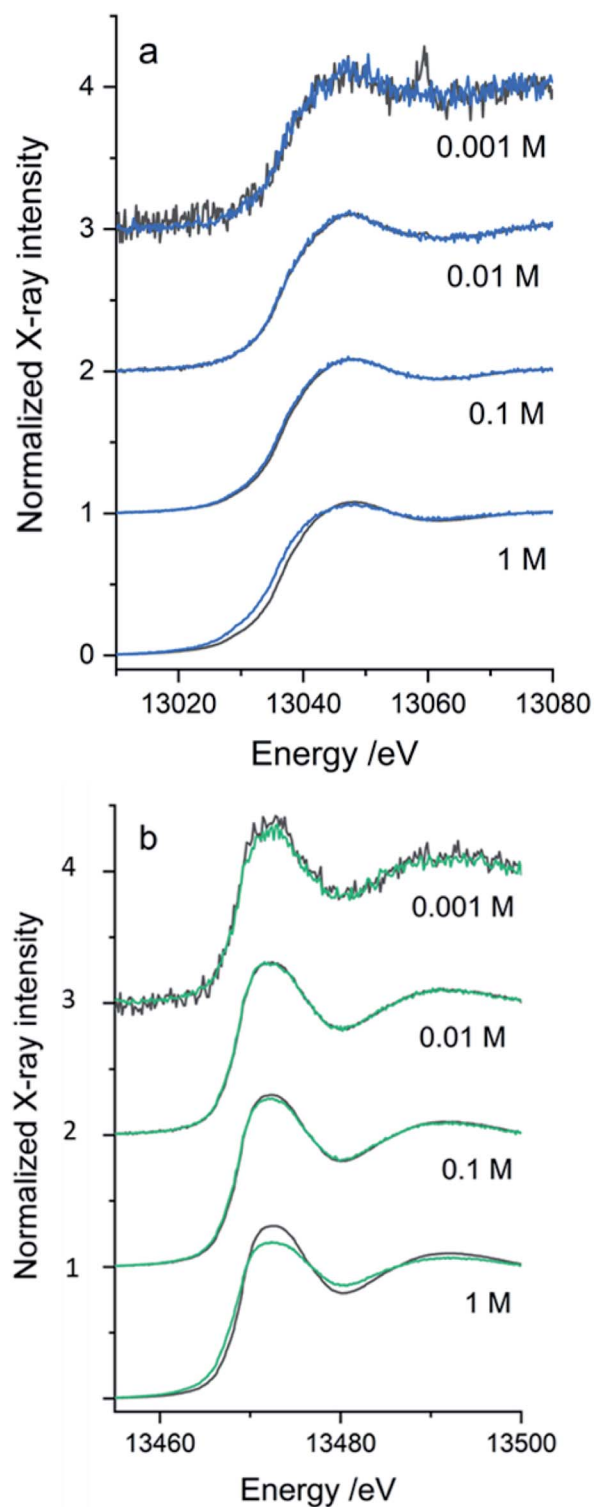 a
Normalized X-ray intensity
4
3
2
1
0
0.001 M
0.01 M
0.1 M
1 M
13020 13040 13060 13080
Energy /eV
b
Normalized X-ray intensity
4
3
2
1
0.001 M
0.01 M
0.1 M
1 M
13460 13480 13500
Energy /eV